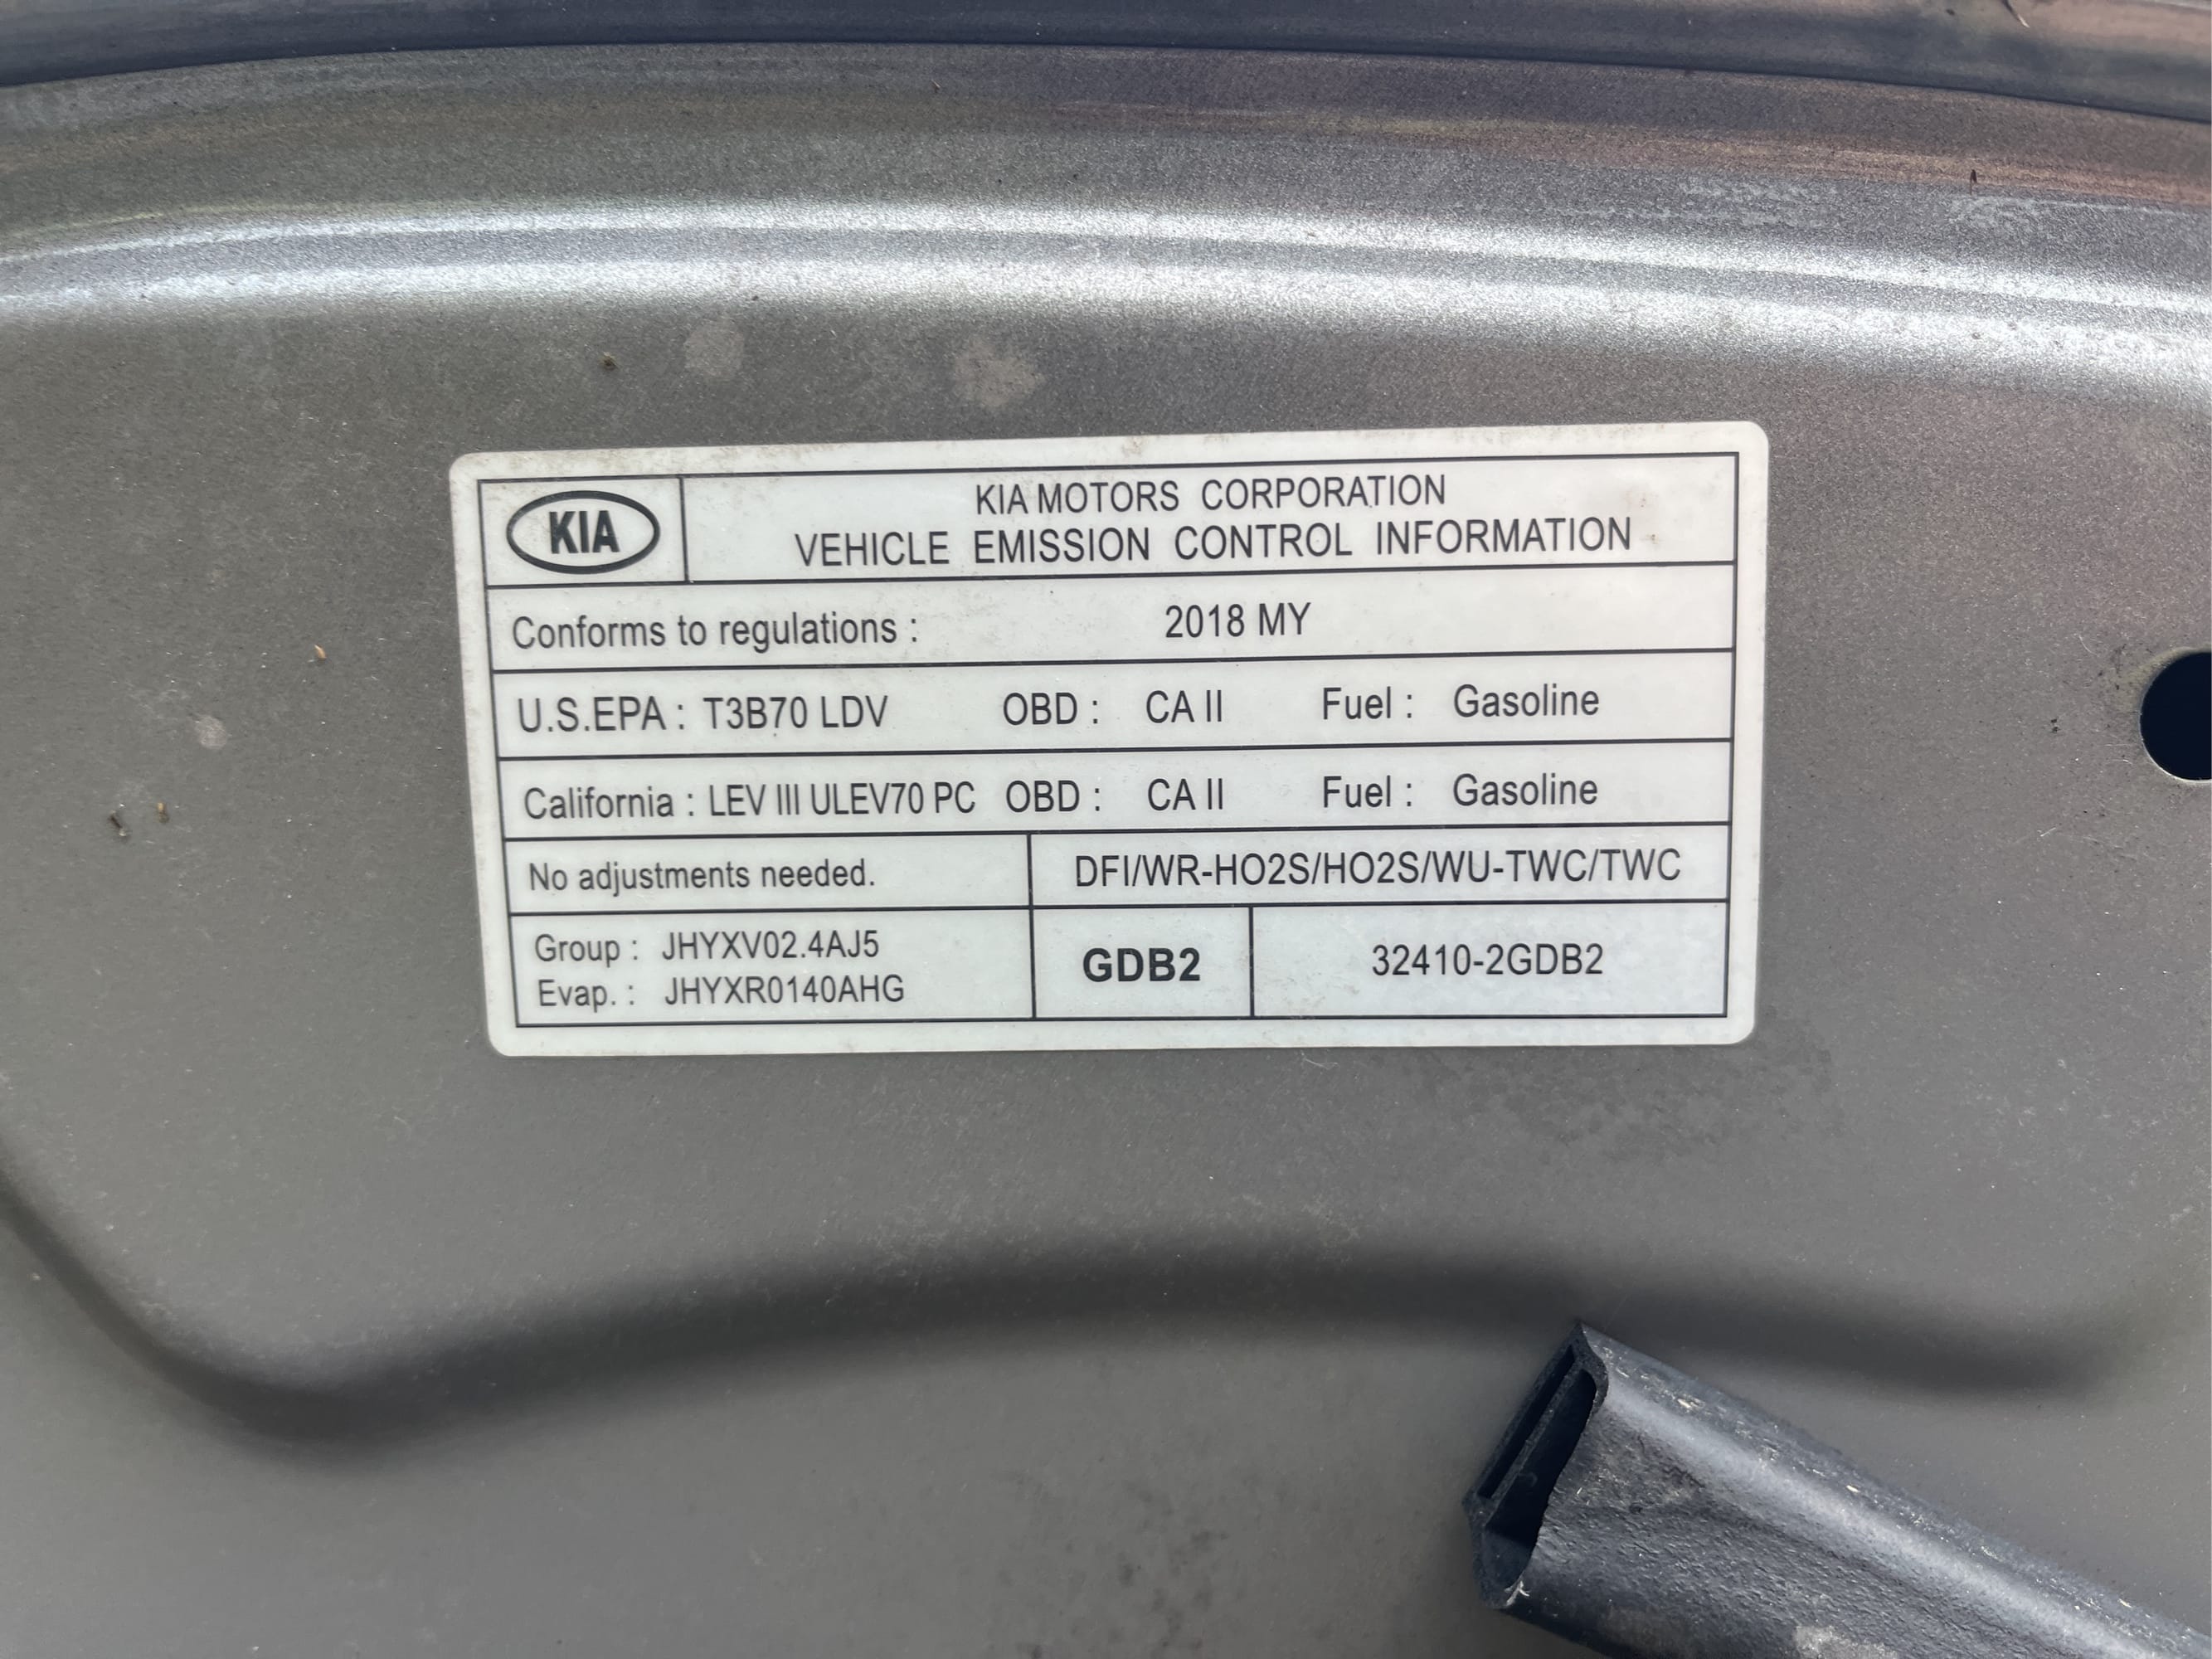 KIA
KIA MOTORS CORPORATION
VEHICLE EMISSION CONTROL INFORMATION
Conforms to regulations : 2018 MY
U.S.EPA : T3B70 LDV OBD : CA II Fuel : Gasoline
California : LEV III ULEV70 PC OBD : CA II Fuel : Gasoline
No adjustments needed. DFI/WR-HO2S/HO2S/WU-TWC/TWC
Group : JHYXV02.4AJ5
Evap. : JHYXR0140AHG
GDB2
32410-2GDB2